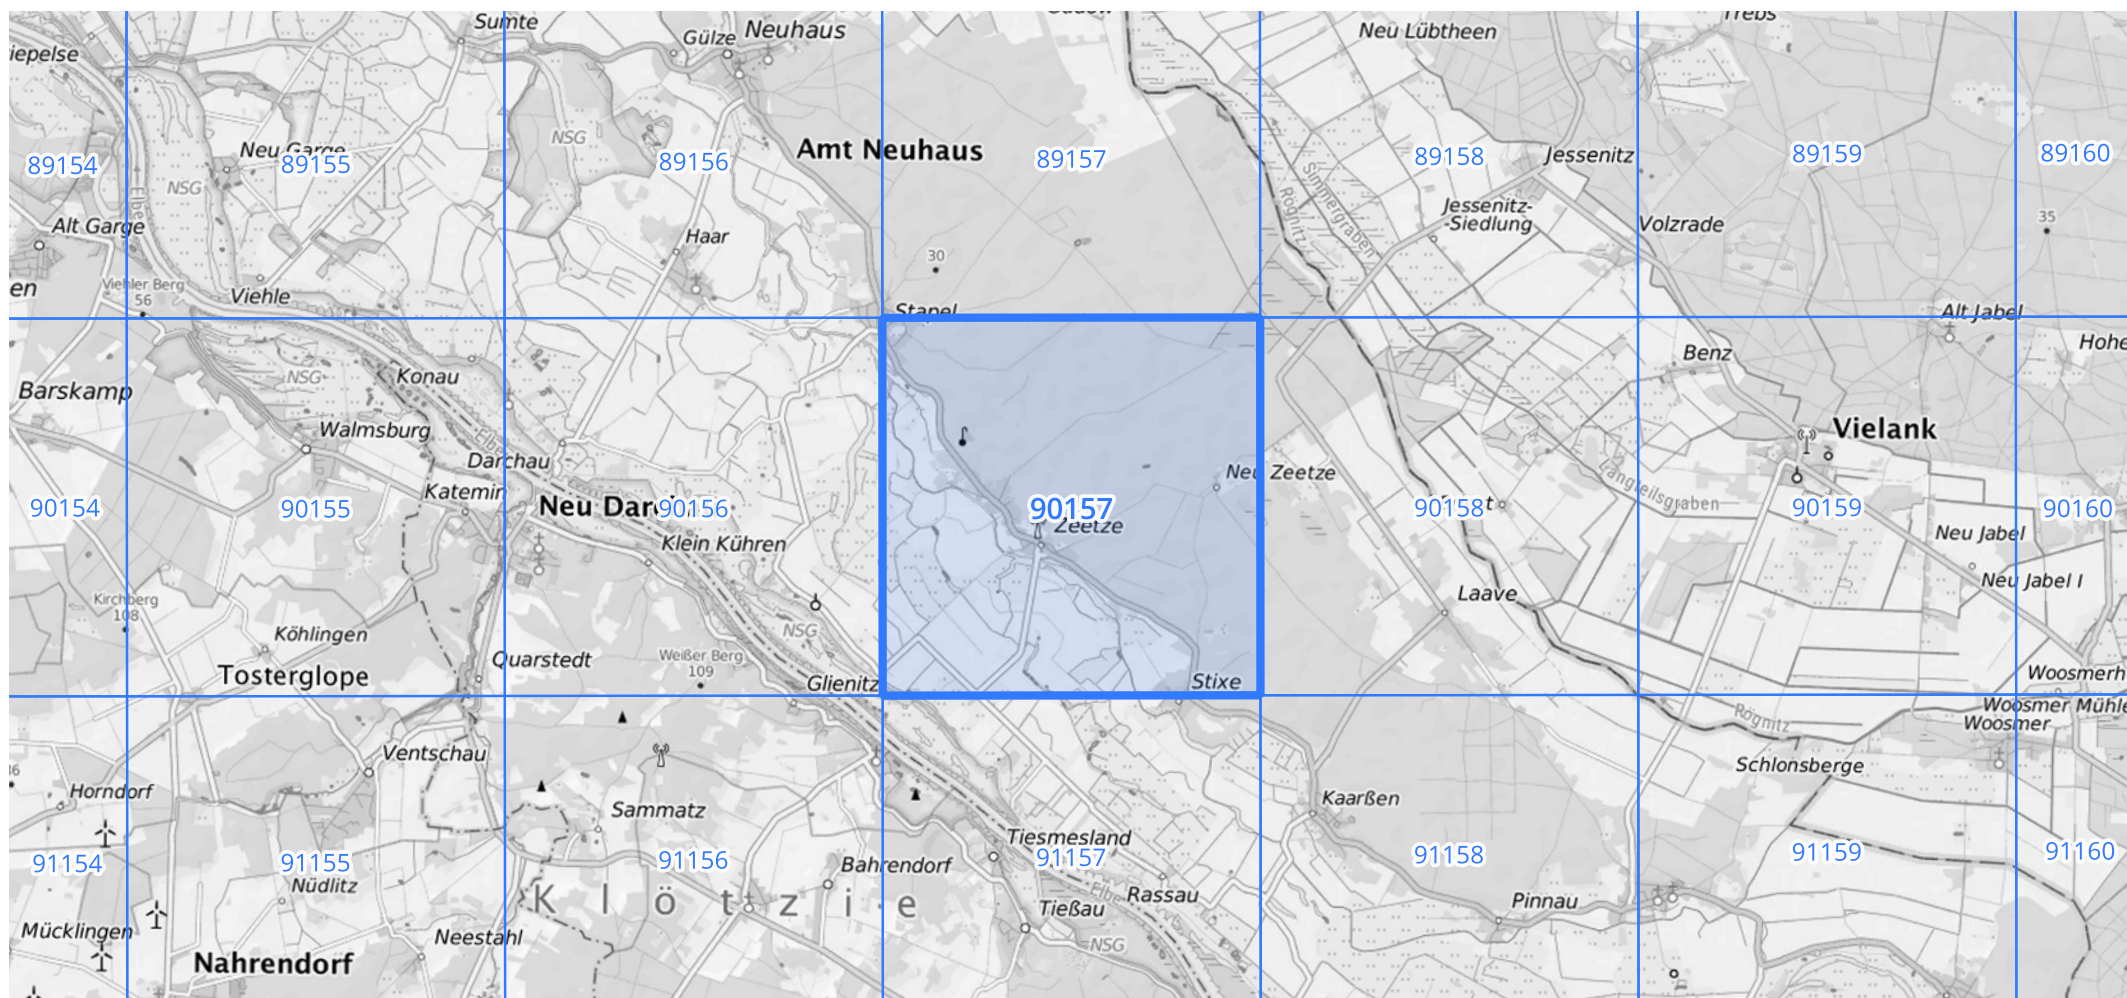 Sumte
Gülze
Neuhaus
Neu Lübtheen
iepelse
Neu Garge
NSG
Amt Neuhaus
Jessenitz
89154
89155
89156
89157
89158
89159
89160
NSG
Elbe
Simmergraben
Rögnitz
Alt Garge
Haar
Jessenitz-
-Siedlung
Volzrade
35
30
en
Viehler Berg
56
Viehle
Stapel
Alt Jabel
Hohe
Benz
Barskamp
NSG
Konau
Walmsburg
Elbe
Vielank
Darchau
Katemin
Neu Zeetze
Langfeilsgraben
90154
90155
Neu Darc
90156
90157
90158
t
90159
90160
Zeetze
Klein Kühren
Neu Jabel
Neu Jabel I
Kirchberg
108
Laave
NSG
Köhlingen
Quarstedt
Weißer Berg
109
Tosterglope
Glienitz
Stixe
Woosmerh
Woosmer Mühle
Woosmer
Rögnitz
Ventschau
Schlonsberge
36
Horndorf
Sammatz
Kaarßen
Tiesmesland
91154
91155
91156
91157
91158
91159
91160
Bahrendorf
Nüdlitz
Elbe
Rassau
Klötzie
Tießau
Pinnau
Mücklingen
Neestahl
NSG
Nahrendorf